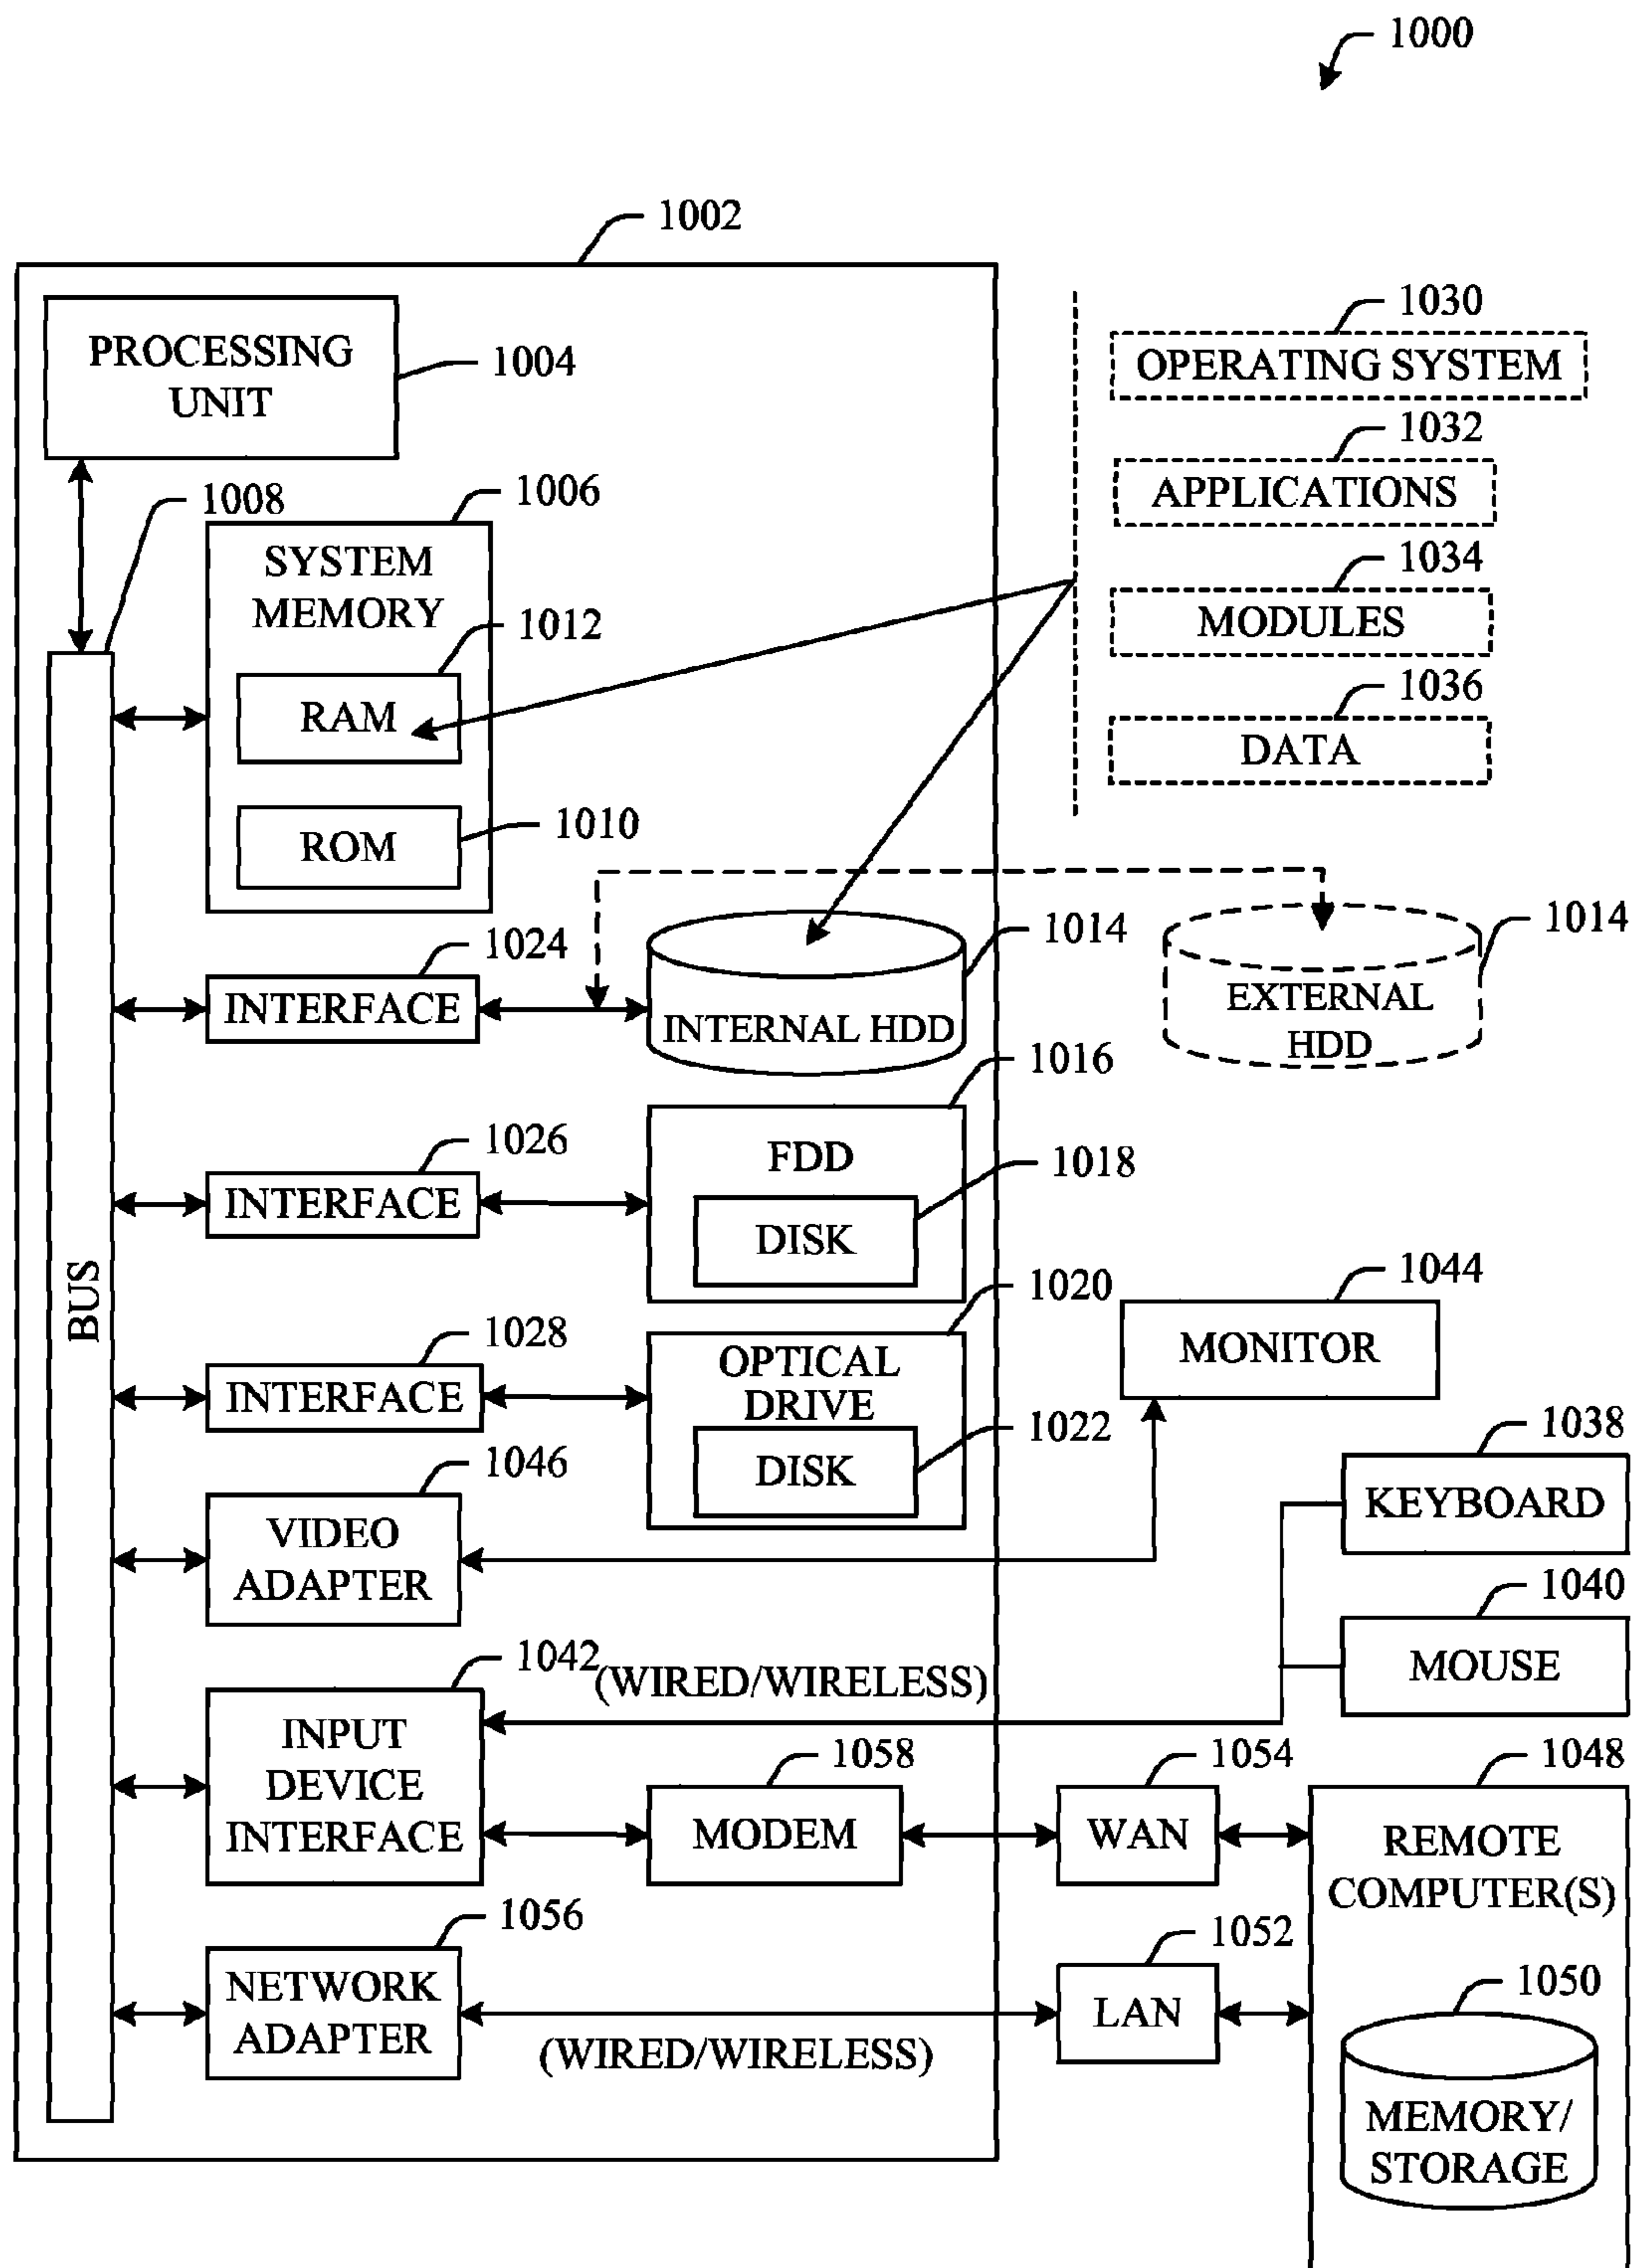 1000
1002
PROCESSING
UNIT
1004
1030
OPERATING SYSTEM
1032
APPLICATIONS
1034
MODULES
1036
DATA
1008
1006
SYSTEM
MEMORY
1012
RAM
1010
ROM
1024
INTERFACE
1014
INTERNAL HDD
1014
EXTERNAL
HDD
1026
INTERFACE
1016
FDD
1018
DISK
BUS
1028
INTERFACE
1020
OPTICAL
DRIVE
1022
DISK
1044
MONITOR
1046
VIDEO
ADAPTER
1038
KEYBOARD
1040
MOUSE
1042
(WIRED/WIRELESS)
INPUT
DEVICE
INTERFACE
1058
MODEM
1054
WAN
1048
REMOTE
COMPUTER(S)
1056
NETWORK
ADAPTER
(WIRED/WIRELESS)
1052
LAN
1050
MEMORY/
STORAGE